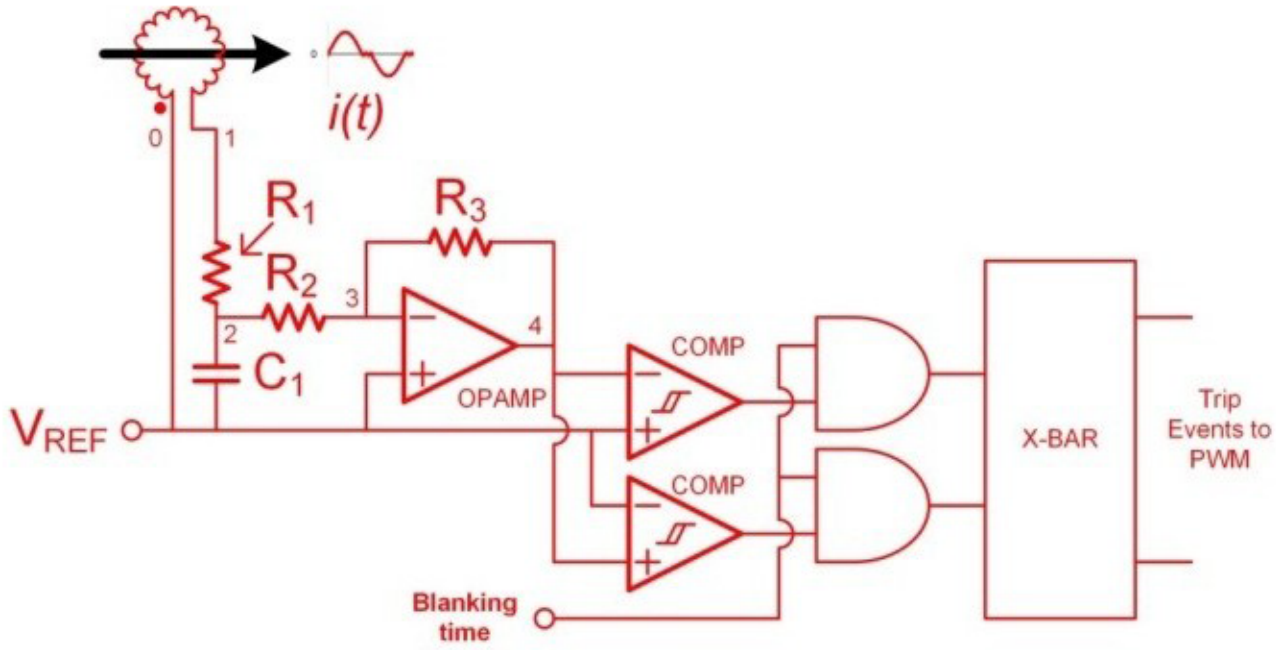 0
i(t)
0
1
R1
R3
R2
3
2
4
C1
COMP
OPAMP
VREF
COMP
X-BAR
Trip
Events to
PWM
Blanking
time